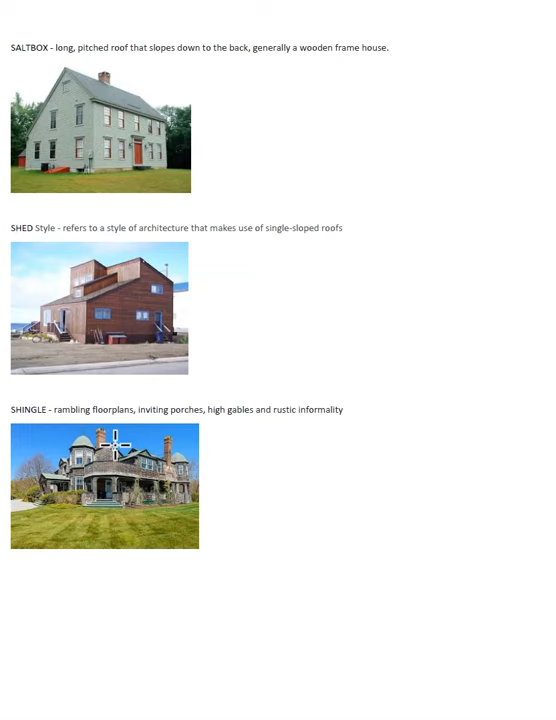 SALTBOX - long, pitched roof that slopes down to the back, generally a wooden frame house.
SHED Style - refers to a style of architecture that makes use of single-sloped roofs
SHINGLE - rambling floorplans, inviting porches, high gables and rustic informality